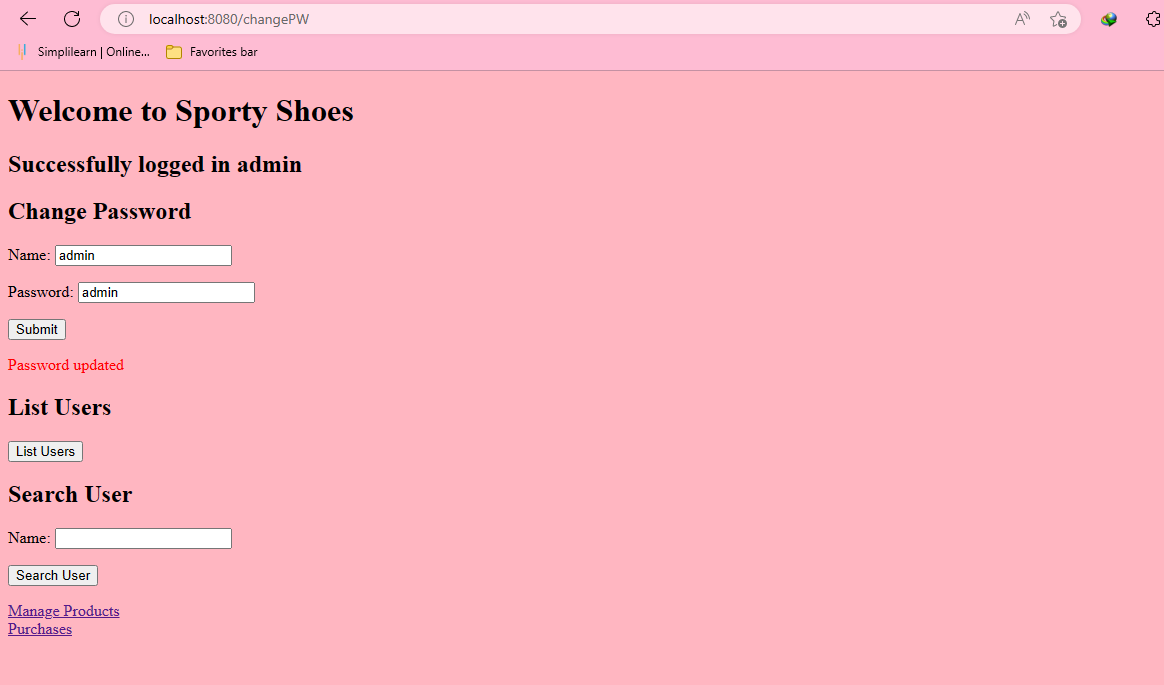 localhost:8080/changePW
Simplilearn | Online... Favorites bar
Welcome to Sporty Shoes
Successfully logged in admin
Change Password
Name: admin
Password: admin
Submit
Password updated
List Users
List Users
Search User
Name:
Search User
Manage Products
Purchases